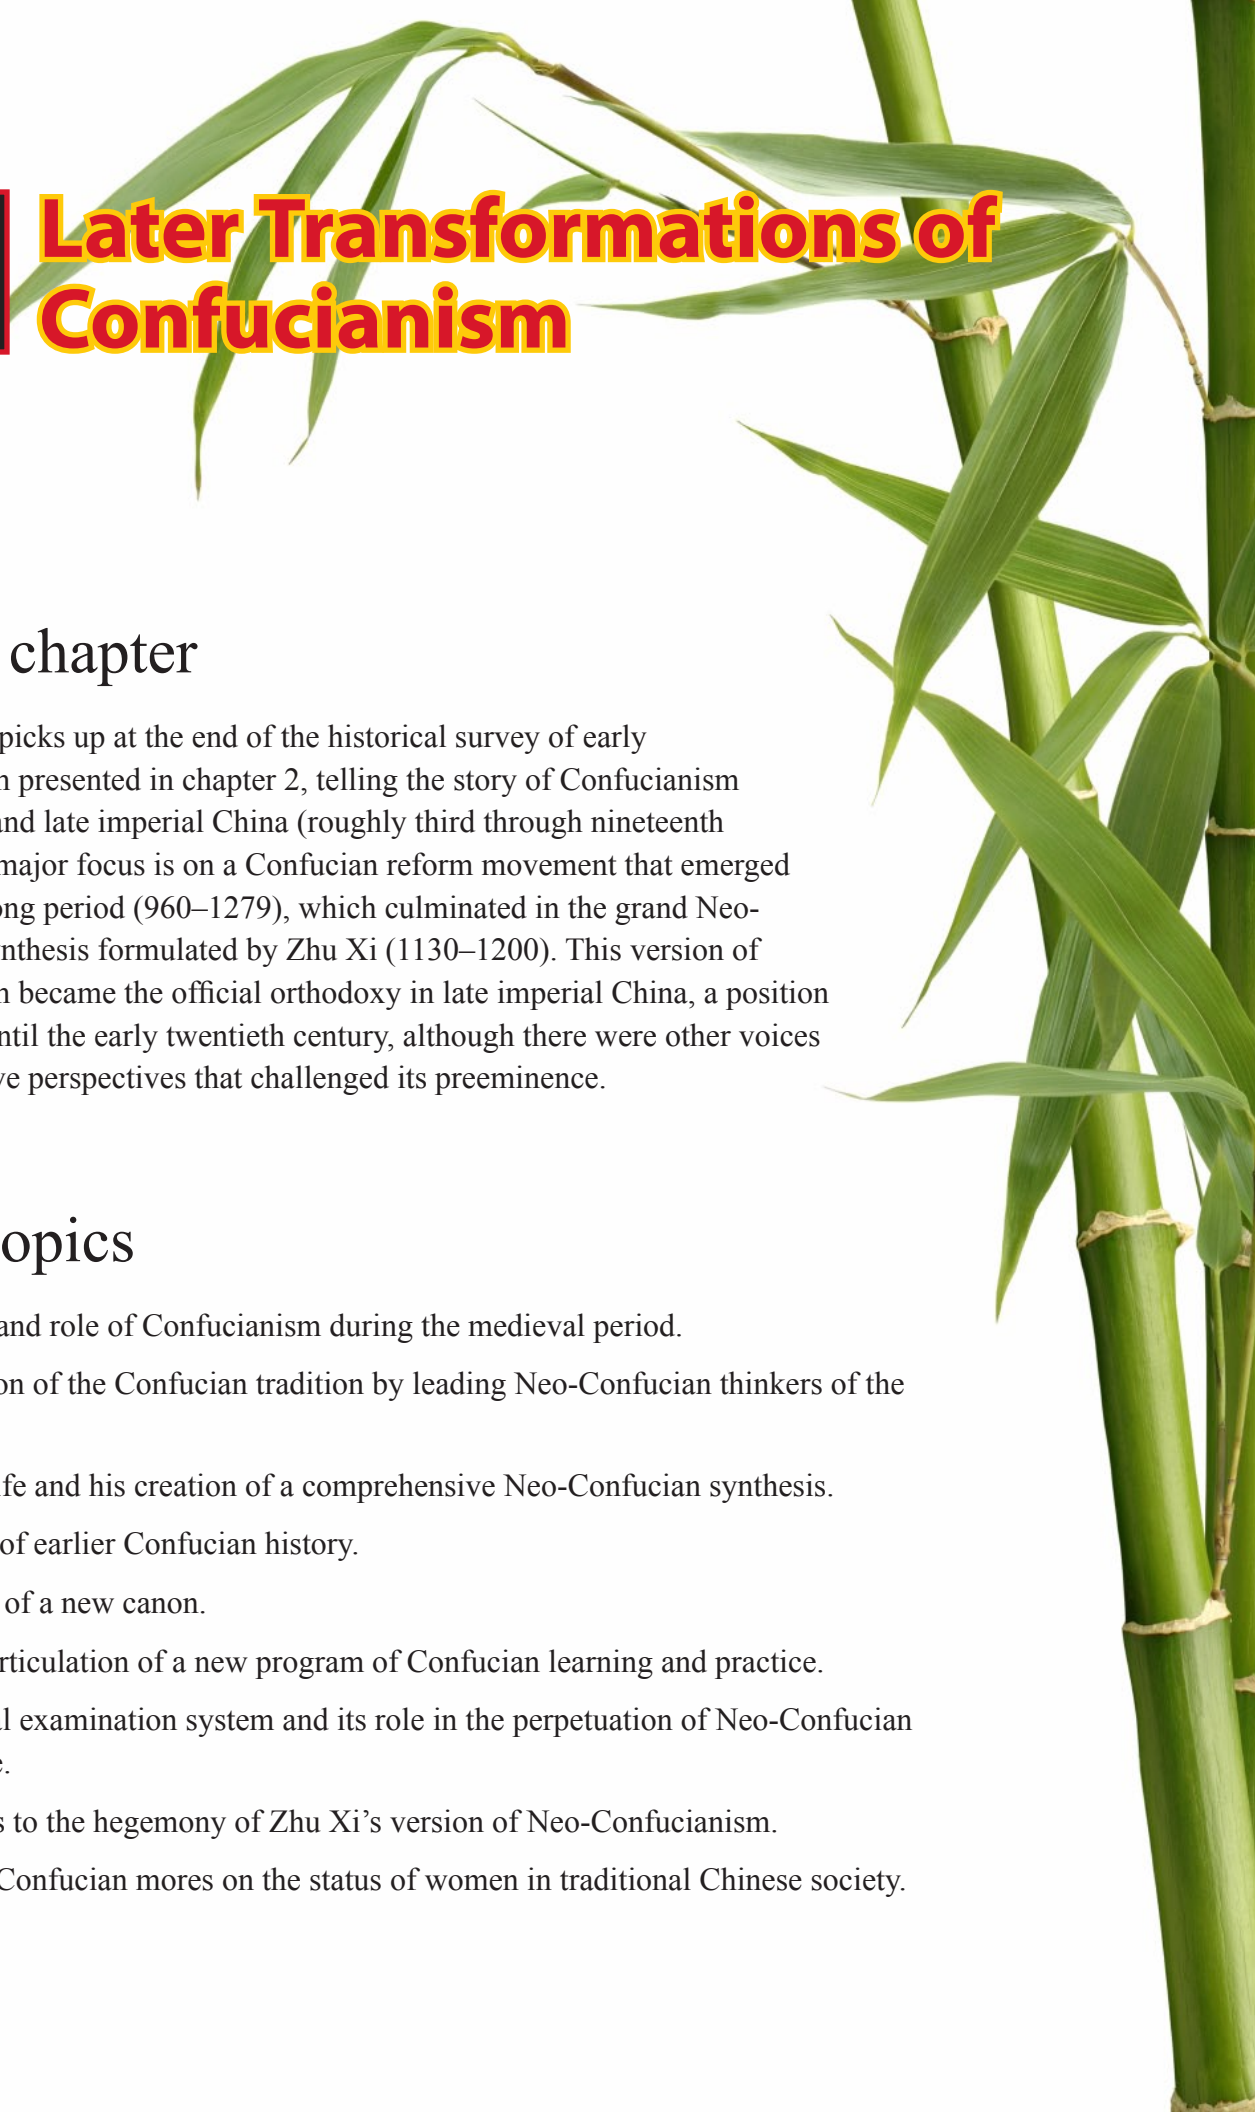 Later Transformations of
Confucianism
chapter
picks up at the end of the historical survey of early
presented in chapter 2, telling the story of Confucianism
and late imperial China (roughly third through nineteenth
major focus is on a Confucian reform movement that emerged
period (960–1279), which culminated in the grand Neo-
formulated by Zhu Xi (1130–1200). This version of
became the official orthodoxy in late imperial China, a position
until the early twentieth century, although there were other voices
perspectives that challenged its preeminence.
opics
and role of Confucianism during the medieval period.
on of the Confucian tradition by leading Neo-Confucian thinkers of the
ife and his creation of a comprehensive Neo-Confucian synthesis.
of earlier Confucian history.
of a new canon.
rticulation of a new program of Confucian learning and practice.
l examination system and its role in the perpetuation of Neo-Confucian
e.
s to the hegemony of Zhu Xi’s version of Neo-Confucianism.
Confucian mores on the status of women in traditional Chinese society.